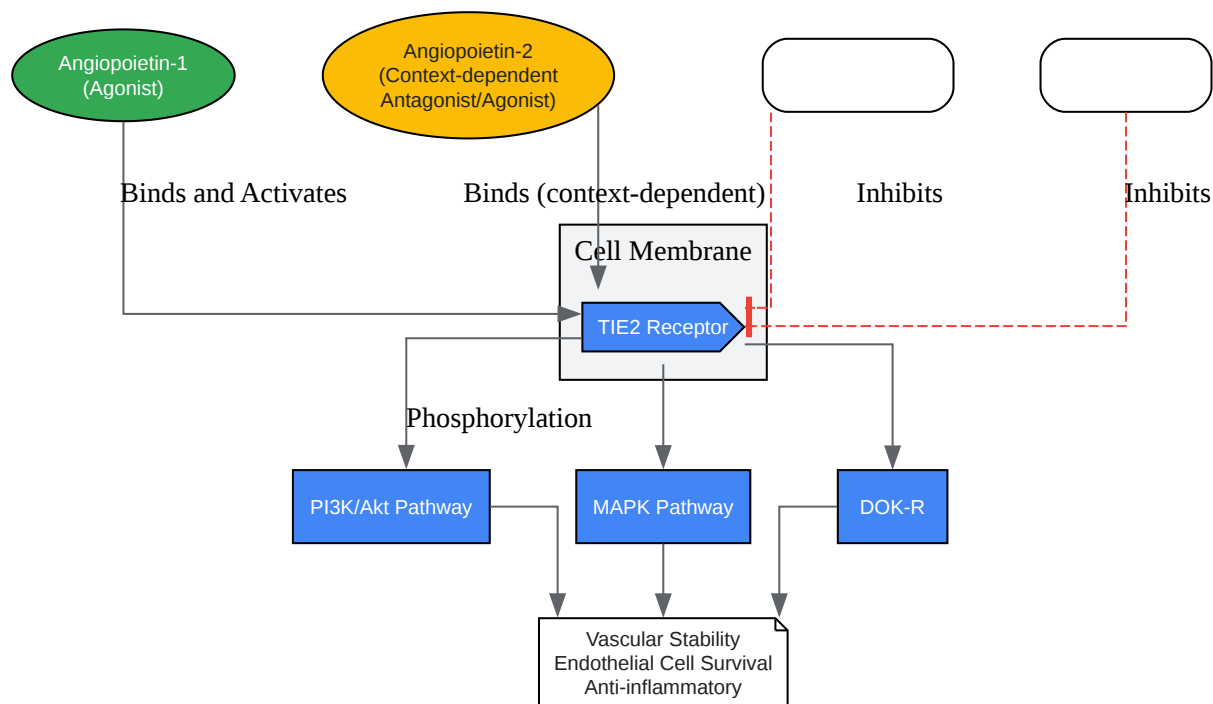 Angiopoietin-1
(Agonist)
Angiopoietin-2
(Context-dependent
Antagonist/Agonist)
Binds and Activates
Binds (context-dependent)
Inhibits
Inhibits
Cell Membrane
TIE2 Receptor
Phosphorylation
PI3K/Akt Pathway
MAPK Pathway
DOK-R
Vascular Stability
Endothelial Cell Survival
Anti-inflammatory